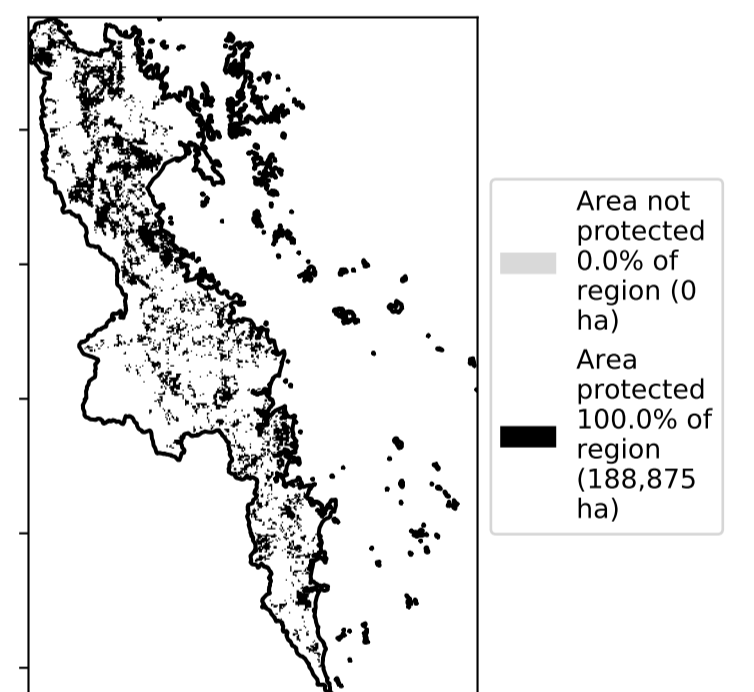 Area not
protected
0.0% of
region (0
ha)
Area
protected
100.0% of
region
(188,875
ha)